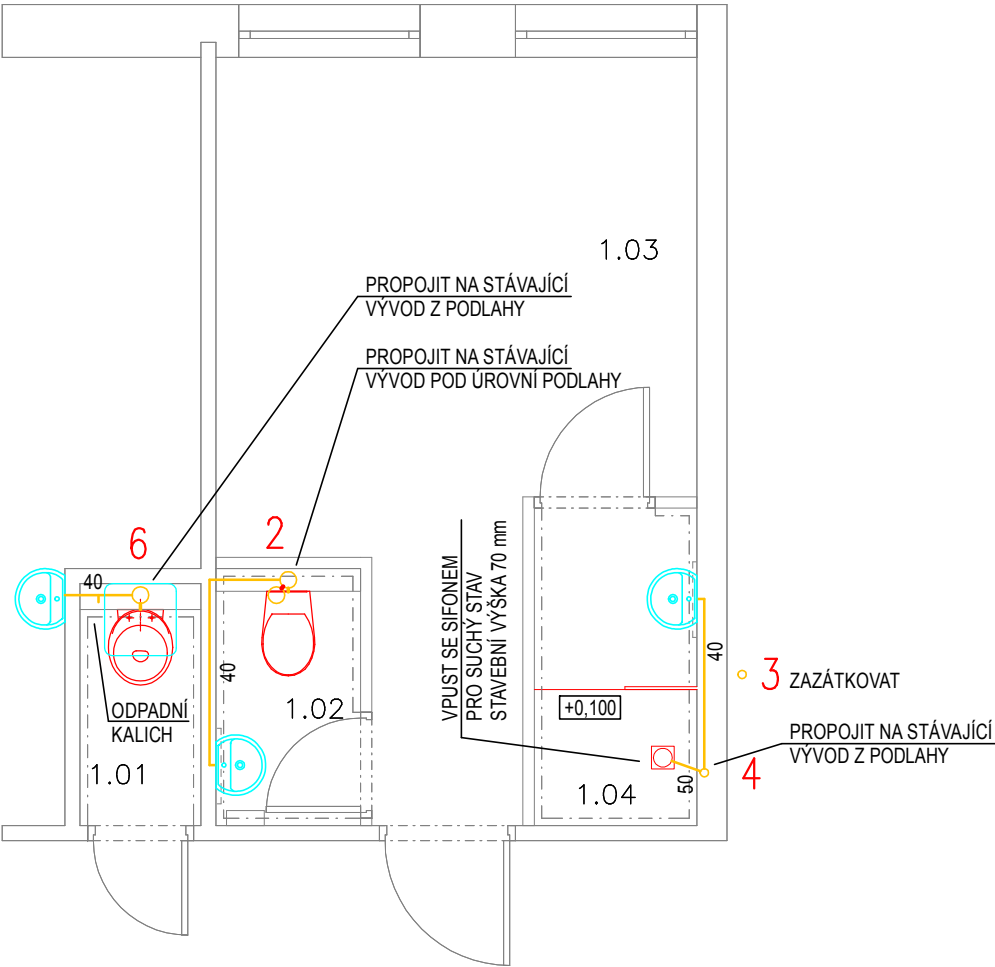 1.03
PROPOJIT NA STÁVAJÍCÍ
VÝVOD Z PODLAHY
PROPOJIT NA STÁVAJÍCÍ
VÝVOD POD ÚROVNÍ PODLAHY
6
2
40
VPUST SE SIFONEM
PRO SUCHÝ STAV
STAVEBNÍ VÝŠKA 70 mm
40
40
3 ZAZÁTKOVAT
ODPADNÍ
KALICH
1.02
+0,100
PROPOJIT NA STÁVAJÍCÍ
VÝVOD Z PODLAHY
1.01
4
50
1.04